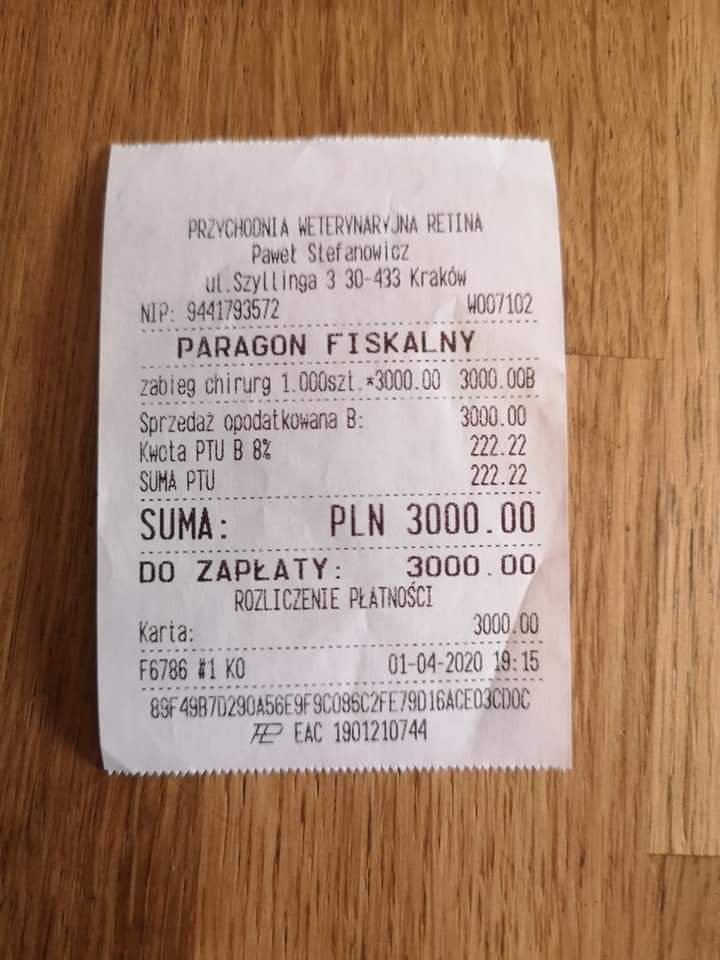 PRZYCHODNIA WETERYNARYJNA RETINA
Paweł Stefanowicz
ul.Szyllinga 3 30-433 Kraków
NIP: 9441793572 W007102
PARAGON FISKALNY
zabieg chirurg 1.000szt.*3000.00 3000.00B
Sprzedaż opodatkowana B: 3000.00
Kwota PTU B 8% 222.22
SUMA PTU 222.22
SUMA: PLN 3000.00
DO ZAPŁATY: 3000.00
ROZLICZENIE PŁATNOŚCI
Karta: 3000.00
F6786 #1 KO 01-04-2020 19:15
89F49B7D290A56E9F9C086C2FE79D16ACE03CD0C
EAC 1901210744